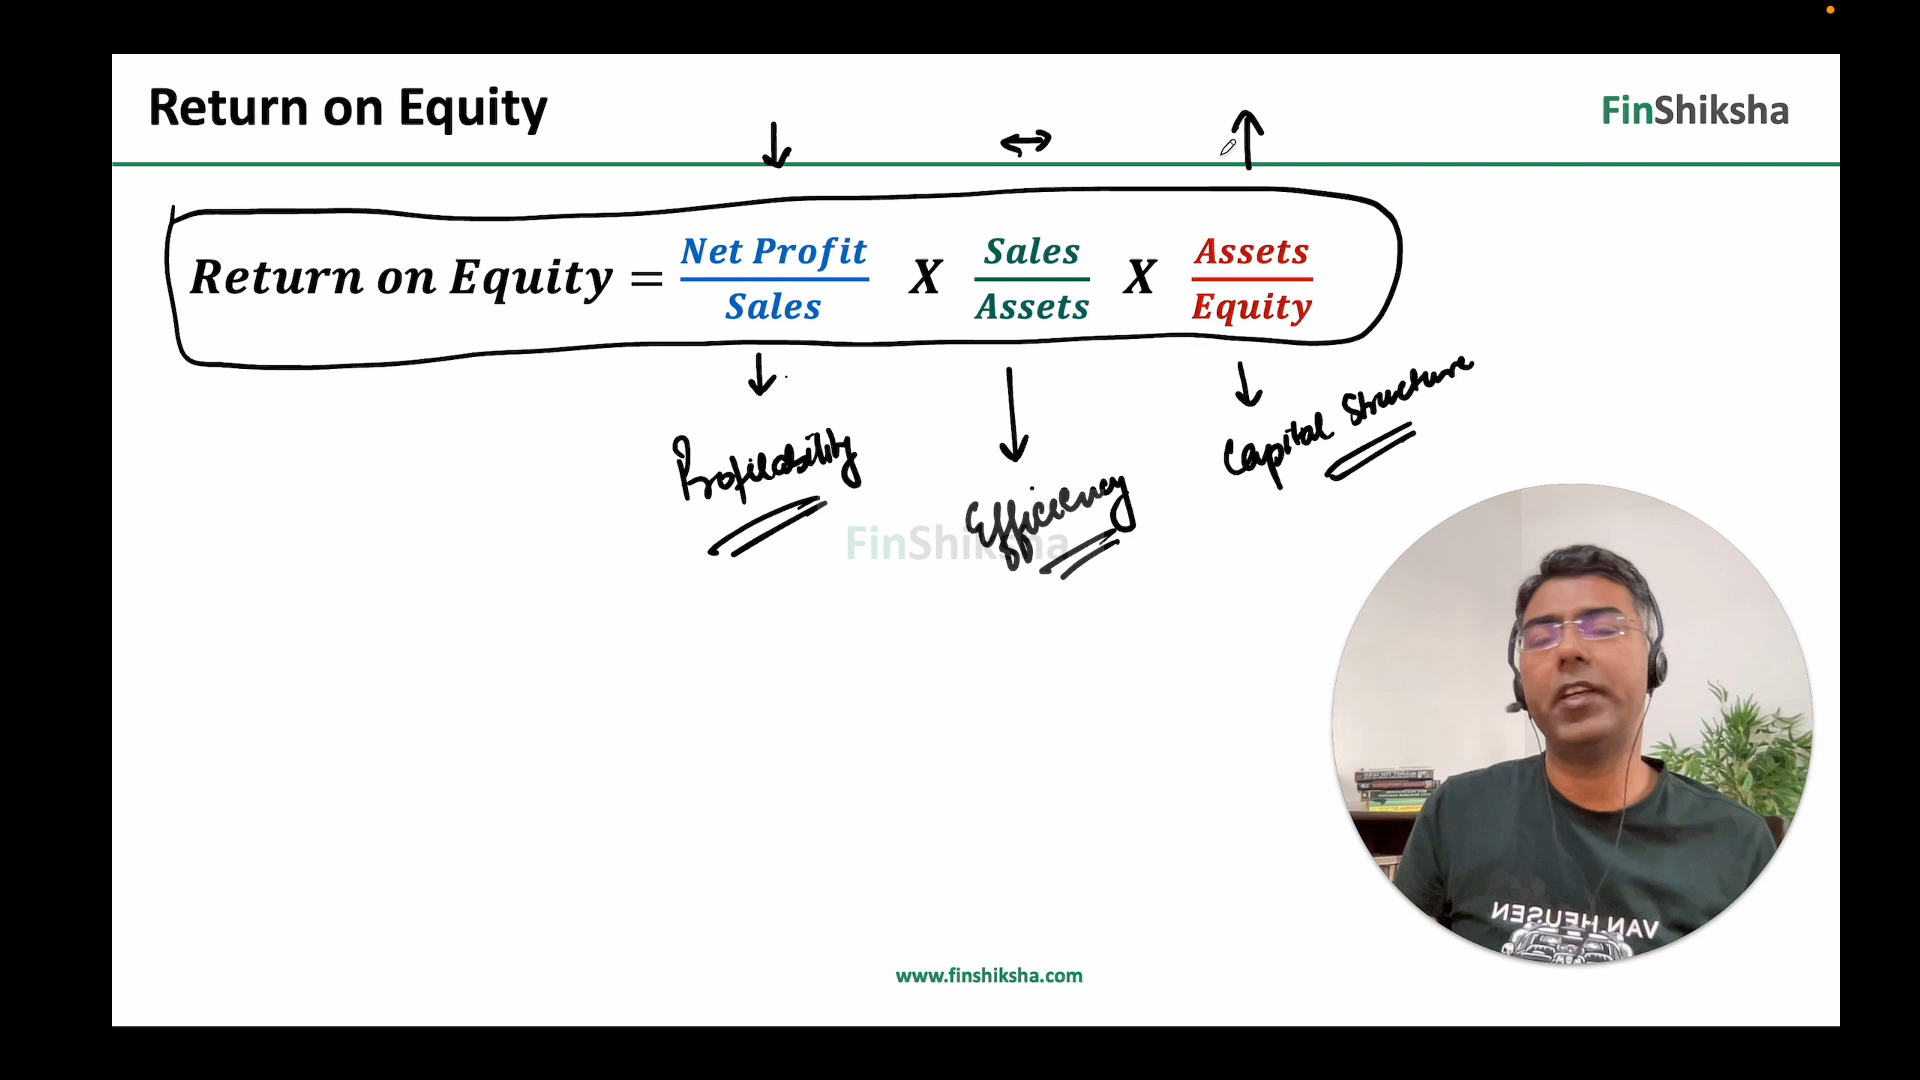 Return on Equity
FinShiksha
Return on Equity = Net Profit / Sales X Sales / Assets X Assets / Equity
Profitability
Efficiency
Capital Structure
FinShiksha
VAN HEUSEN
www.finshiksha.com